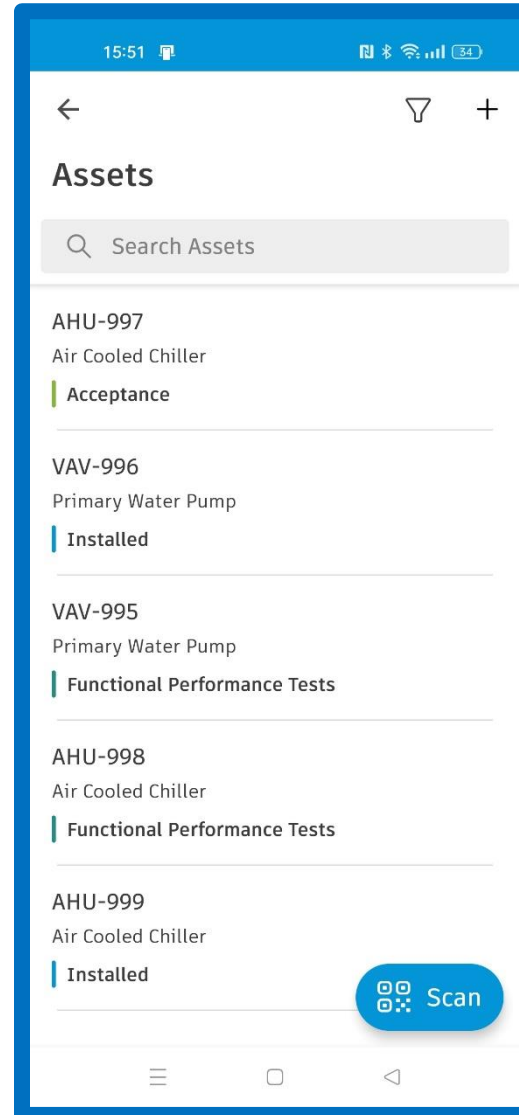 15:51
34
Assets
Search Assets
AHU-997
Air Cooled Chiller
Acceptance
VAV-996
Primary Water Pump
Installed
VAV-995
Primary Water Pump
Functional Performance Tests
AHU-998
Air Cooled Chiller
Functional Performance Tests
AHU-999
Air Cooled Chiller
Installed
Scan